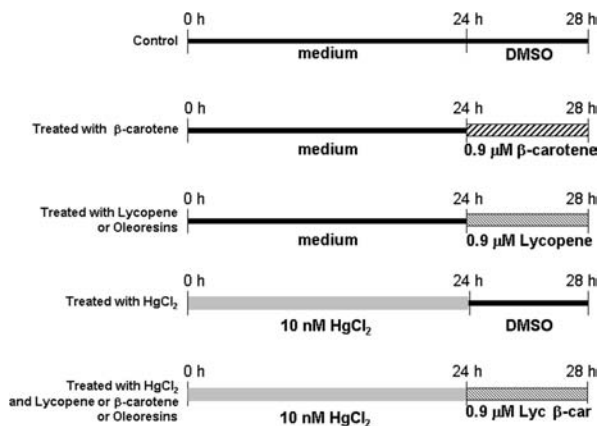 0 h 24 h 28 h
Control
medium DMSO
0 h 24 h 28 h
Treated with β-carotene
medium 0.9 µM β-carotene
0 h 24 h 28 h
Treated with Lycopene
or Oleoresins
medium 0.9 µM Lycopene
0 h 24 h 28 h
Treated with HgCl₂
10 nM HgCl₂ DMSO
0 h 24 h 28 h
Treated with HgCl₂
and Lycopene or β-carotene
or Oleoresins
10 nM HgCl₂ 0.9 µM Lyc β-car